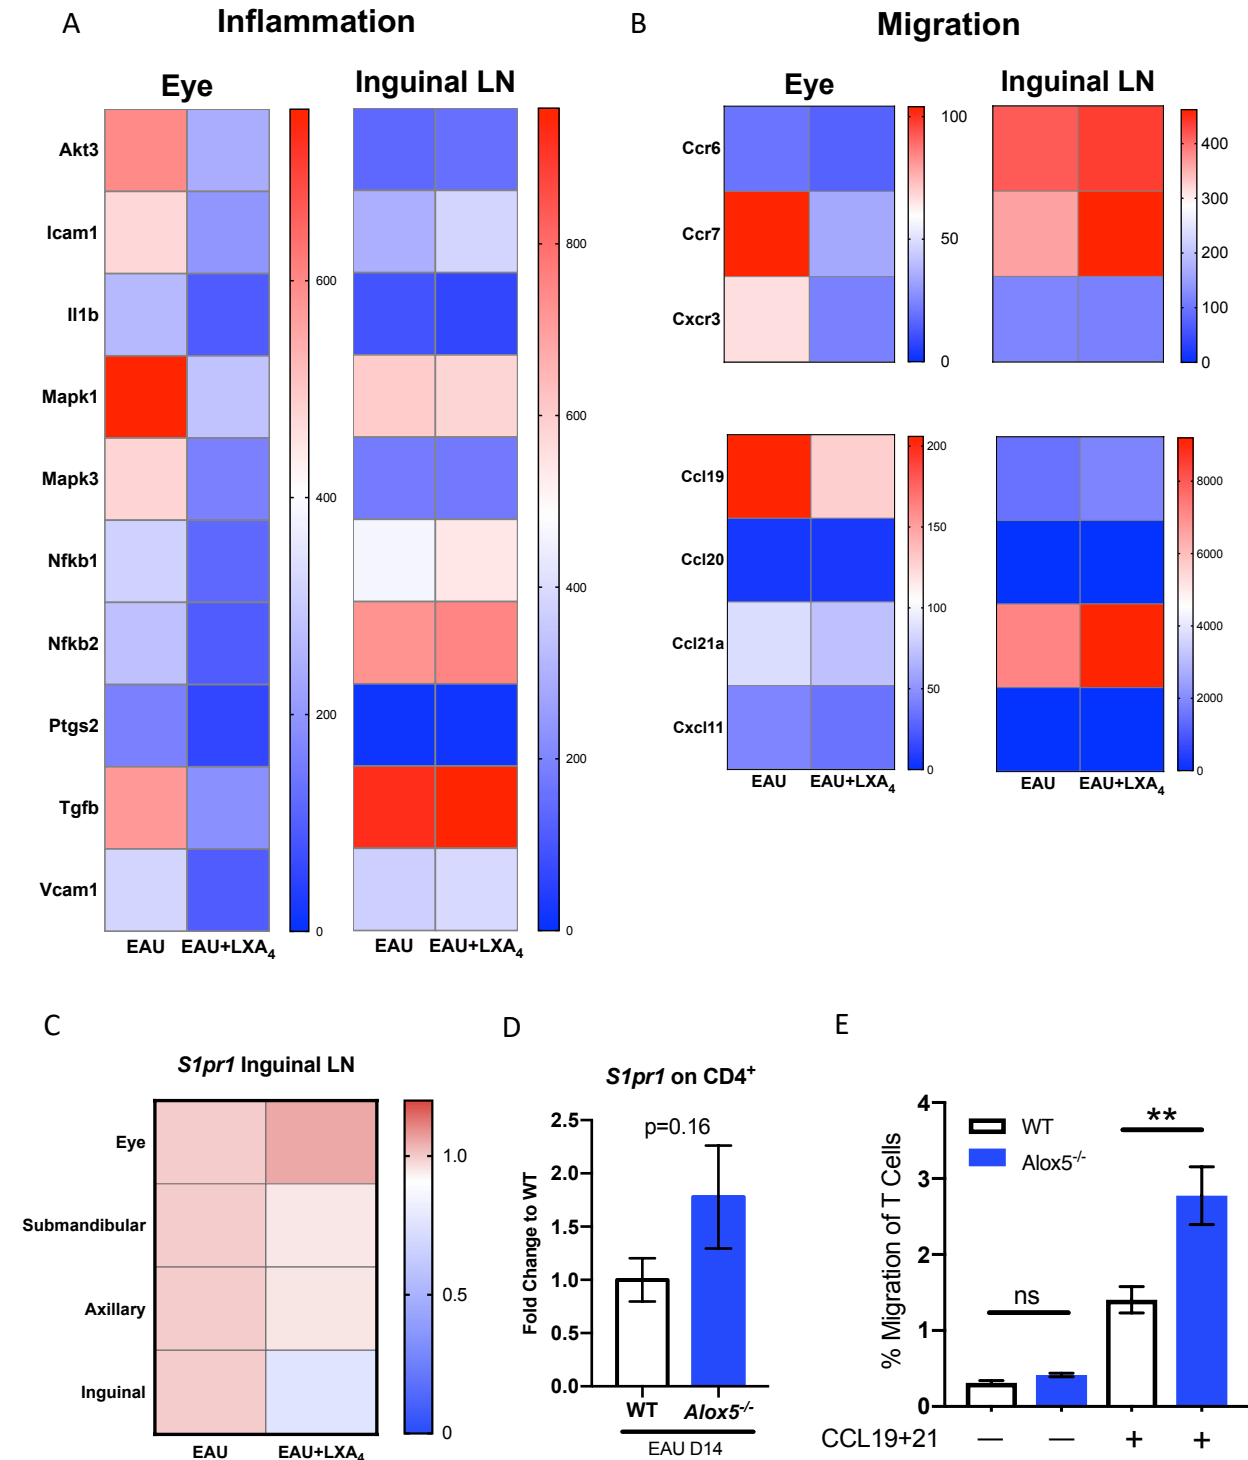 A
Inflammation
Eye
Inguinal LN
Akt3
Icam1
Il1b
Mapk1
Mapk3
Nfkb1
Nfkb2
Ptgs2
Tgfb
Vcam1
600
400
200
0
800
600
400
200
0
EAU EAU+LXA4
EAU EAU+LXA4
B
Migration
Eye
Inguinal LN
Ccr6
Ccr7
Cxcr3
100
50
0
400
300
200
100
0
Ccl19
Ccl20
Ccl21a
Cxcl11
200
150
100
50
0
8000
6000
4000
2000
0
EAU EAU+LXA4
EAU EAU+LXA4
C
S1pr1 Inguinal LN
Eye
Submandibular
Axillary
Inguinal
1.0
0.5
0
EAU EAU+LXA4
D
S1pr1 on CD4+
p=0.16
Fold Change to WT
2.5
2.0
1.5
1.0
0.5
0.0
WT Alox5-/-
EAU D14
E
% Migration of T Cells
4
3
2
1
0
WT
Alox5-/-
ns
**
CCL19+21 — — + +